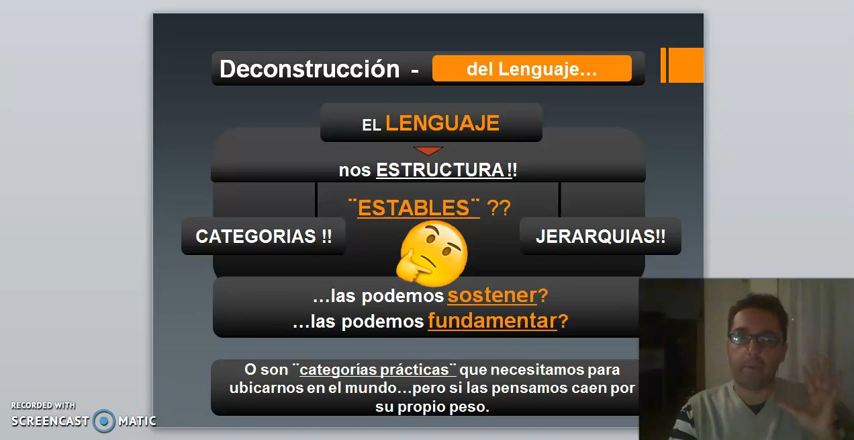 Deconstrucción - del Lenguaje...
EL LENGUAJE
nos ESTRUCTURA!!
¨ESTABLES¨ ??
CATEGORIAS !!
JERARQUIAS!!
...las podemos sostener?
...las podemos fundamentar?
O son ¨categorías prácticas¨ que necesitamos para
ubicarnos en el mundo...pero si las pensamos caen por
su propio peso.
RECORDED WITH
SCREENCAST MATIC